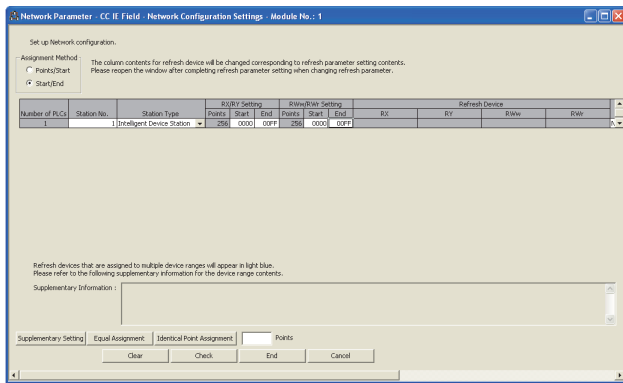 Network Parameter - CC IE Field - Network Configuration Settings - Module No.: 1
Set up Network configuration.
Assignment Method
Points/Start
Start/End
The column contents for refresh device will be changed corresponding to refresh parameter setting contents.
Please reopen the window after completing refresh parameter setting when changing refresh parameter.
RX/RY Setting RWw/RWr Setting Refresh Device
Number of PLCs Station No. Station Type Points Start End Points Start End RX RY RWw RWr
1 1 Intelligent Device Station 256 0000 00FF 256 0000 00FF
Refresh devices that are assigned to multiple device ranges will appear in light blue.
Please refer to the following supplementary information for the device range contents.
Supplementary Information :
Supplementary Setting Equal Assignment Identical Point Assignment Points
Clear Check End Cancel